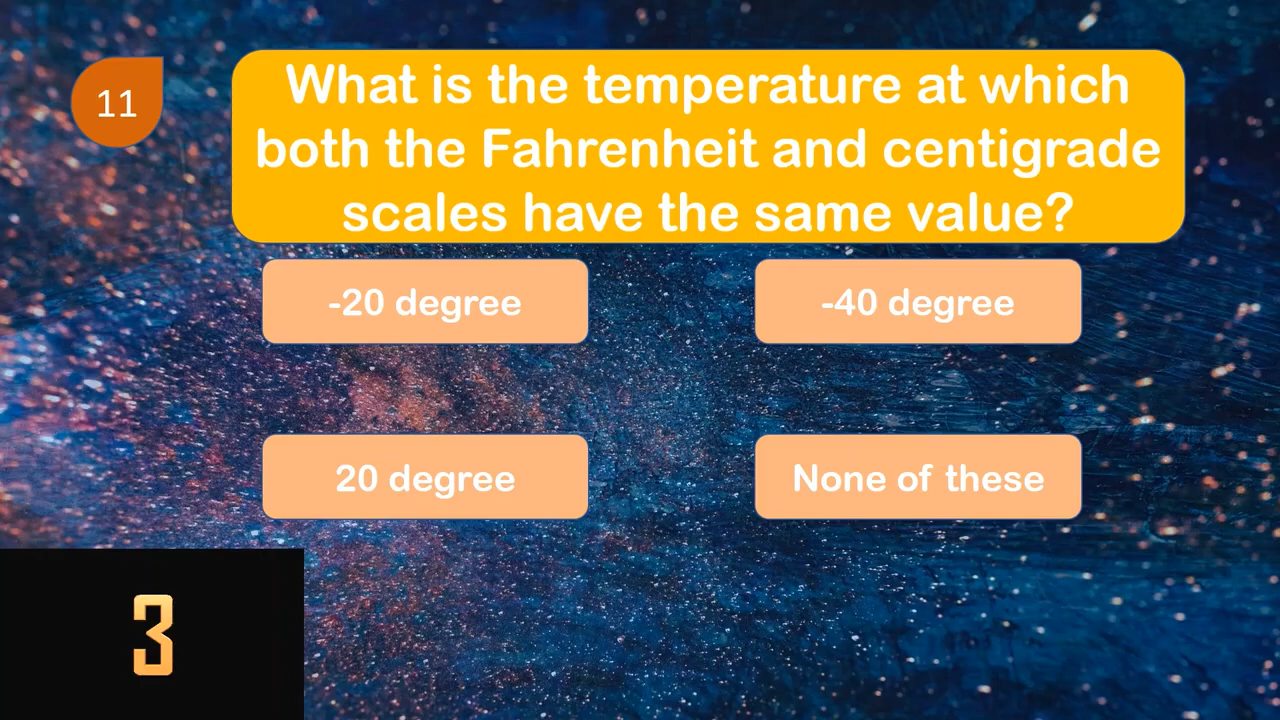 11
What is the temperature at which
both the Fahrenheit and centigrade
scales have the same value?
-20 degree
-40 degree
20 degree
None of these
3